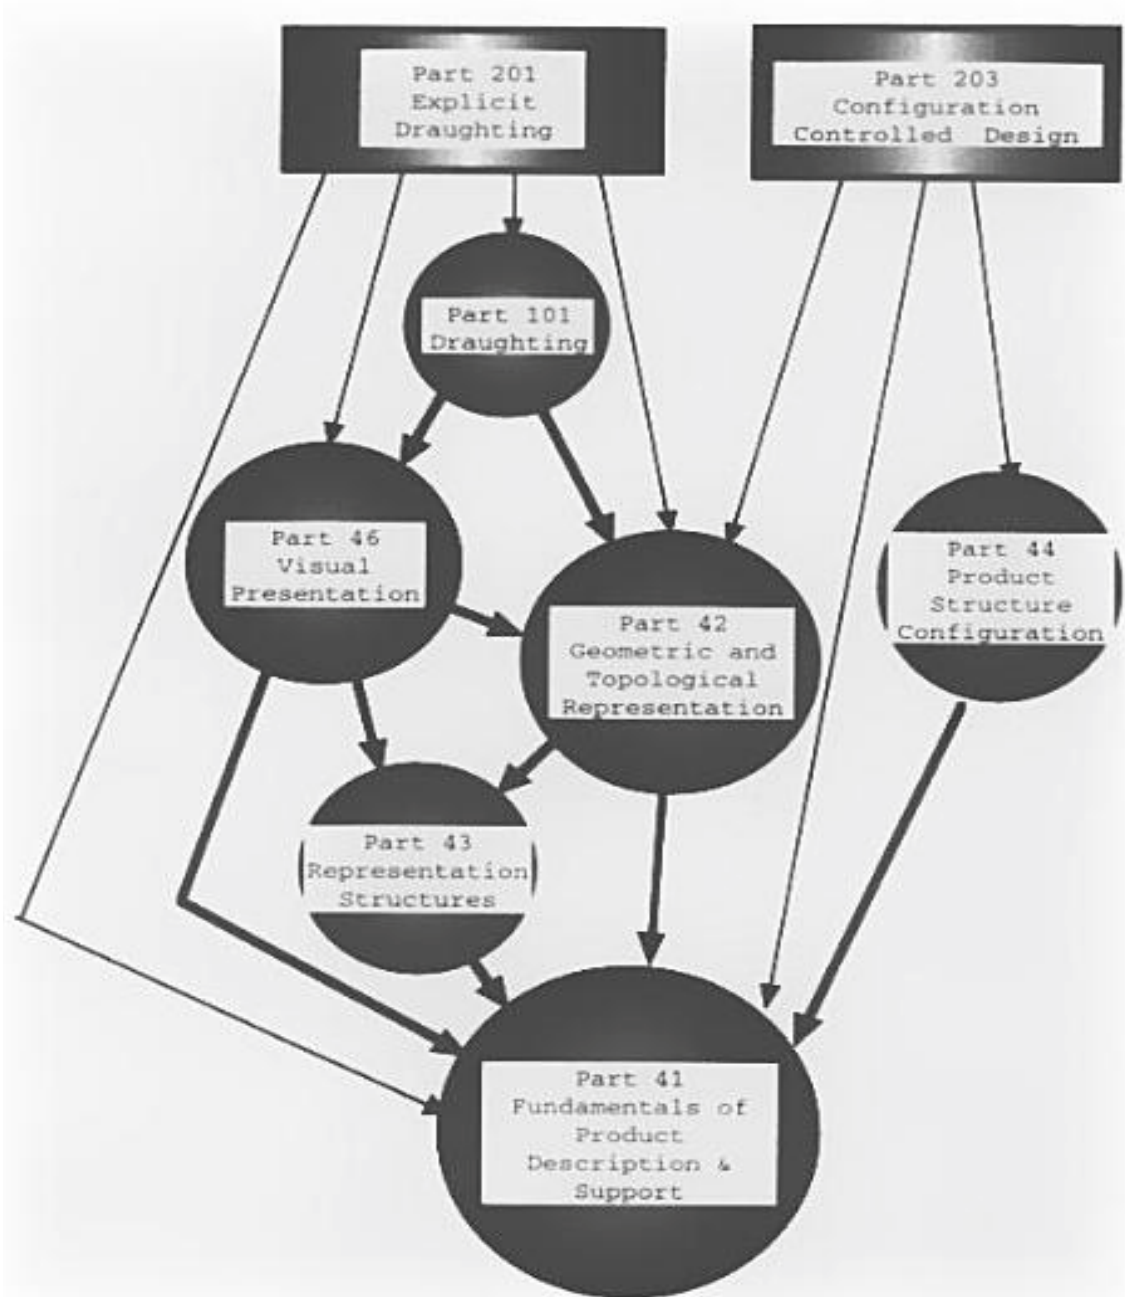 Part 201
Explicit
Draughting
Part 203
Configuration
Controlled Design
Part 101
Draughting
Part 46
Visual
Presentation
Part 44
Product
Structure
Configuration
Part 42
Geometric and
Topological
Representation
Part 43
Representation
Structures
Part 41
Fundamentals of
Product
Description &
Support